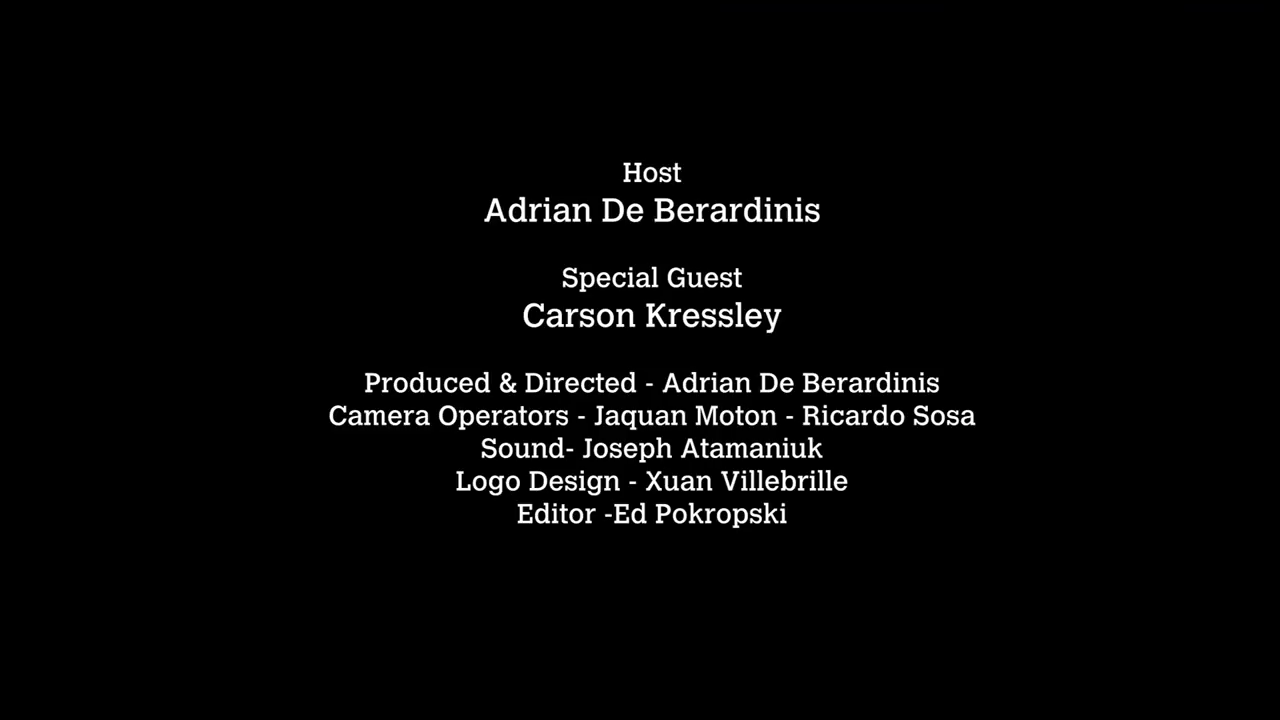 Host
Adrian De Berardinis
Special Guest
Carson Kressley
Produced & Directed - Adrian De Berardinis
Camera Operators - Jaquan Moton - Ricardo Sosa
Sound- Joseph Atamaniuk
Logo Design - Xuan Villebrille
Editor -Ed Pokropski